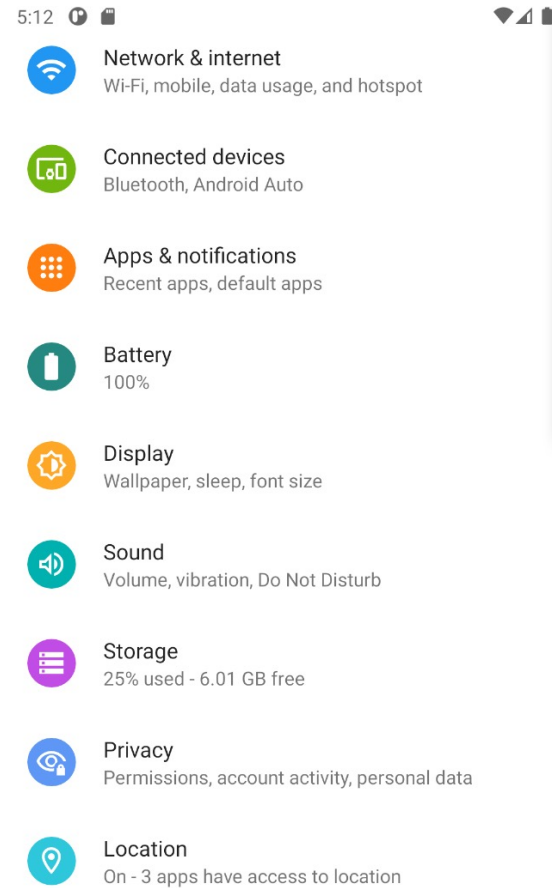 5:12
Network & internet
Wi-Fi, mobile, data usage, and hotspot
Connected devices
Bluetooth, Android Auto
Apps & notifications
Recent apps, default apps
Battery
100%
Display
Wallpaper, sleep, font size
Sound
Volume, vibration, Do Not Disturb
Storage
25% used - 6.01 GB free
Privacy
Permissions, account activity, personal data
Location
On - 3 apps have access to location